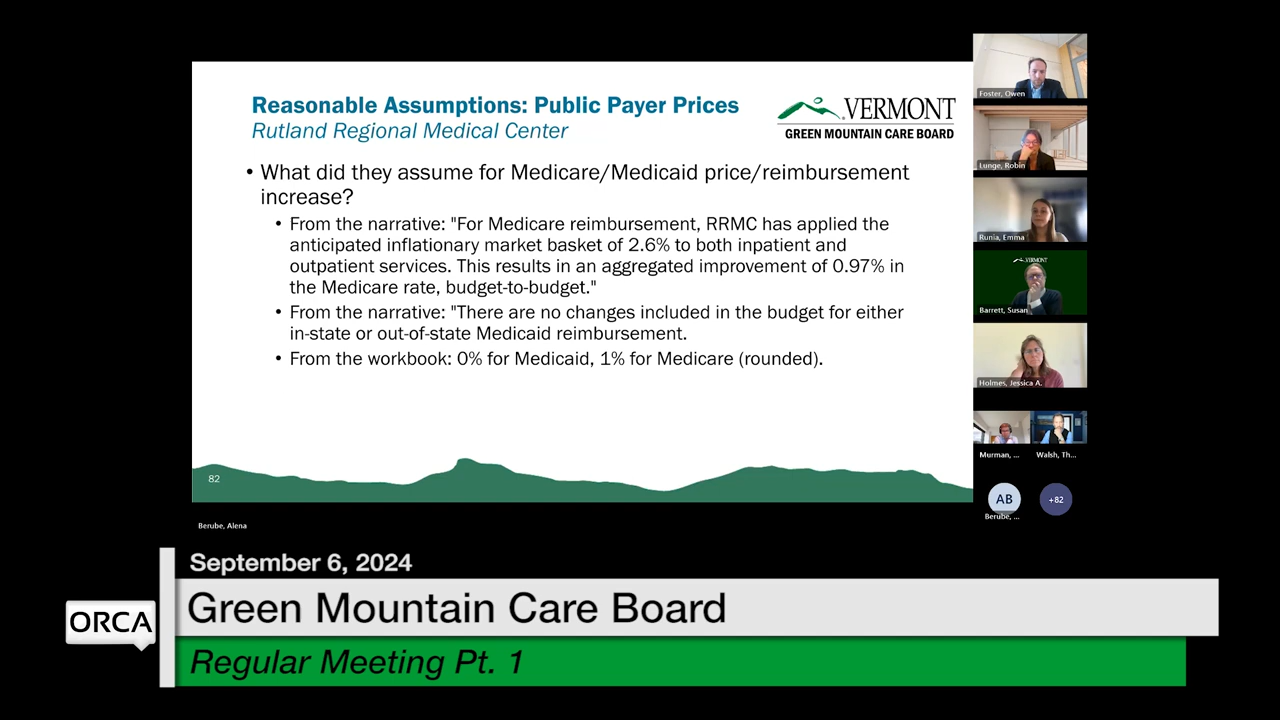 Reasonable Assumptions: Public Payer Prices
Rutland Regional Medical Center
VERMONT
GREEN MOUNTAIN CARE BOARD
• What did they assume for Medicare/Medicaid price/reimbursement
increase?
• From the narrative: "For Medicare reimbursement, RRMC has applied the
anticipated inflationary market basket of 2.6% to both inpatient and
outpatient services. This results in an aggregated improvement of 0.97% in
the Medicare rate, budget-to-budget."
• From the narrative: "There are no changes included in the budget for either
in-state or out-of-state Medicaid reimbursement.
• From the workbook: 0% for Medicaid, 1% for Medicare (rounded).
82
Foster, Owen
Lunge, Robin
Runia, Emma
VERMONT
Barrett, Susan
Holmes, Jessica A.
Murman, ...
Walsh, Th...
AB
+82
Berube, ...
Berube, Alena
September 6, 2024
ORCA
Green Mountain Care Board
Regular Meeting Pt. 1